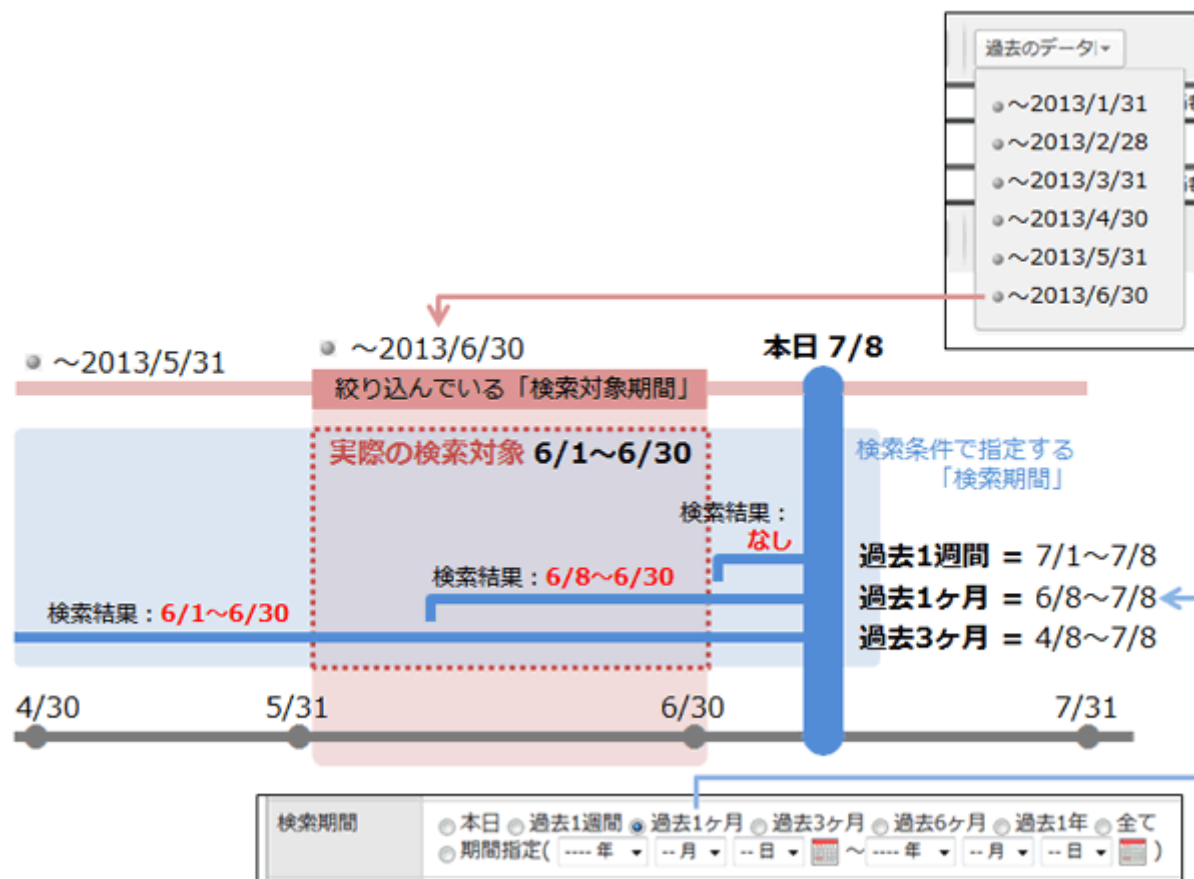 過去のデータ
～2013/1/31
～2013/2/28
～2013/3/31
～2013/4/30
～2013/5/31
～2013/6/30
～2013/5/31
～2013/6/30
本日 7/8
絞り込んでいる「検索対象期間」
実際の検索対象 6/1～6/30
検索条件で指定する
「検索期間」
検索結果：
なし
過去1週間 = 7/1～7/8
検索結果：6/8～6/30
過去1ヶ月 = 6/8～7/8
検索結果：6/1～6/30
過去3ヶ月 = 4/8～7/8
4/30 5/31 6/30 7/31
検索期間
本日 過去1週間 過去1ヶ月 過去3ヶ月 過去6ヶ月 過去1年 全て
期間指定( ---- 年 -- 月 -- 日 ～ ---- 年 -- 月 -- 日 )